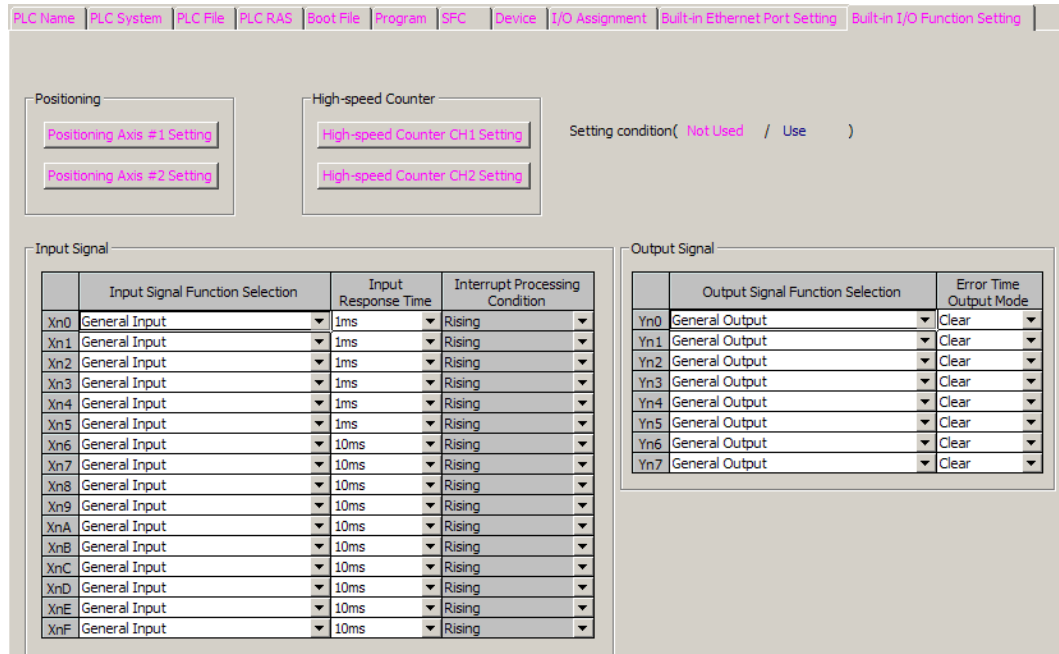 PLC Name PLC System PLC File PLC RAS Boot File Program SFC Device I/O Assignment Built-in Ethernet Port Setting Built-in I/O Function Setting
Positioning
Positioning Axis #1 Setting
Positioning Axis #2 Setting
High-speed Counter
High-speed Counter CH1 Setting
High-speed Counter CH2 Setting
Setting condition( Not Used / Use )
Input Signal
Input Signal Function Selection Input Response Time Interrupt Processing Condition
Xn0 General Input 1ms Rising
Xn1 General Input 1ms Rising
Xn2 General Input 1ms Rising
Xn3 General Input 1ms Rising
Xn4 General Input 1ms Rising
Xn5 General Input 1ms Rising
Xn6 General Input 10ms Rising
Xn7 General Input 10ms Rising
Xn8 General Input 10ms Rising
Xn9 General Input 10ms Rising
XnA General Input 10ms Rising
XnB General Input 10ms Rising
XnC General Input 10ms Rising
XnD General Input 10ms Rising
XnE General Input 10ms Rising
XnF General Input 10ms Rising
Output Signal
Output Signal Function Selection Error Time Output Mode
Yn0 General Output Clear
Yn1 General Output Clear
Yn2 General Output Clear
Yn3 General Output Clear
Yn4 General Output Clear
Yn5 General Output Clear
Yn6 General Output Clear
Yn7 General Output Clear